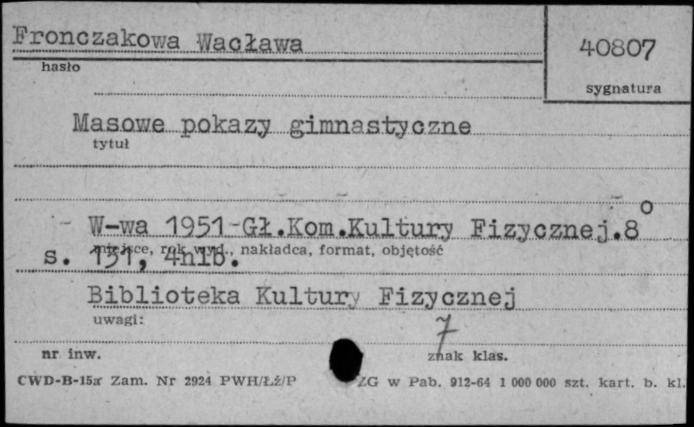 Fronczakowa Wacława
40807
hasło
sygnatura
Masowe pokazy gimnastyczne
tytuł
W-wa 1951 Gł.Kom.Kultury Fizycznej.8°
miejsce, rok wyd., nakładca, format, objętość
s. 131, 4nlb.
Biblioteka Kultury Fizycznej
uwagi:
7
nr inw.
znak klas.
CWD-B-15a Zam. Nr 2924 PWH/Łź/P ZG w Pab. 912-64 1 000 000 szt. kart. b. kl.